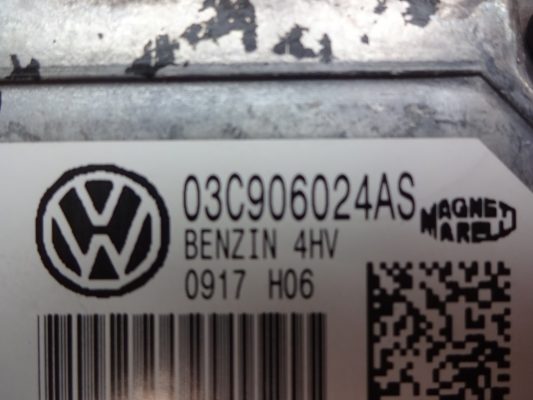 03C906024AS
MAGNETI
MARELLI
BENZIN 4HV
0917 H06